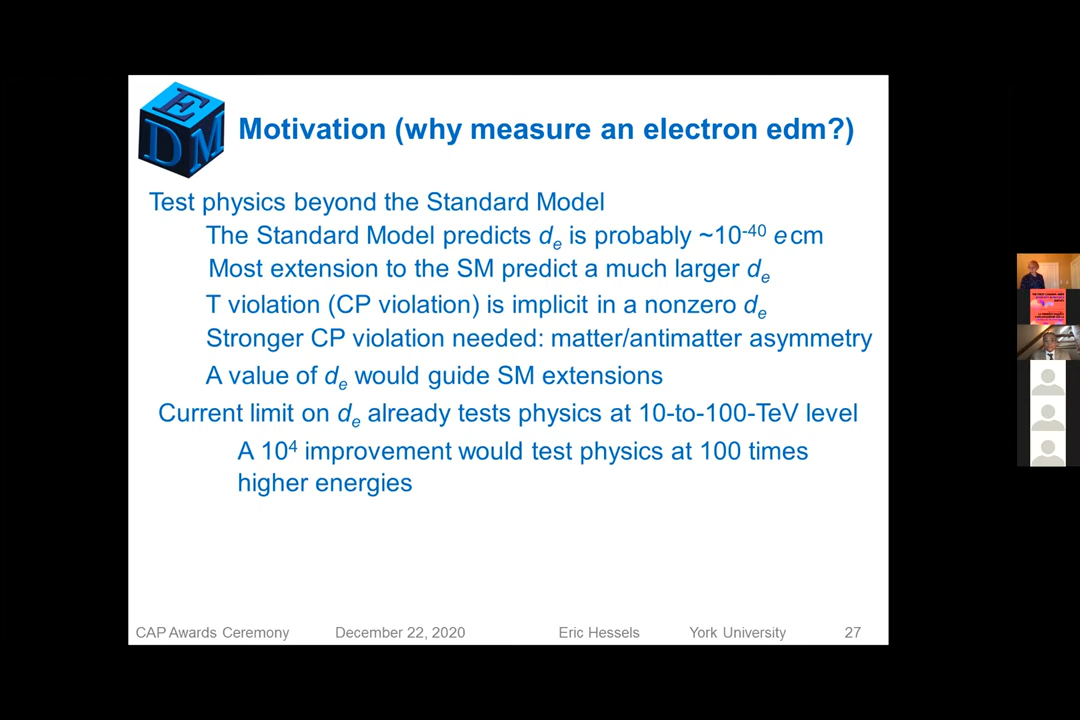 E
D M
Motivation (why measure an electron edm?)
Test physics beyond the Standard Model
The Standard Model predicts dₑ is probably ~10⁻⁴⁰ e cm
Most extension to the SM predict a much larger dₑ
T violation (CP violation) is implicit in a nonzero dₑ
Stronger CP violation needed: matter/antimatter asymmetry
A value of dₑ would guide SM extensions
Current limit on dₑ already tests physics at 10-to-100-TeV level
A 10⁴ improvement would test physics at 100 times
higher energies
CAP Awards Ceremony December 22, 2020 Eric Hessels York University 27